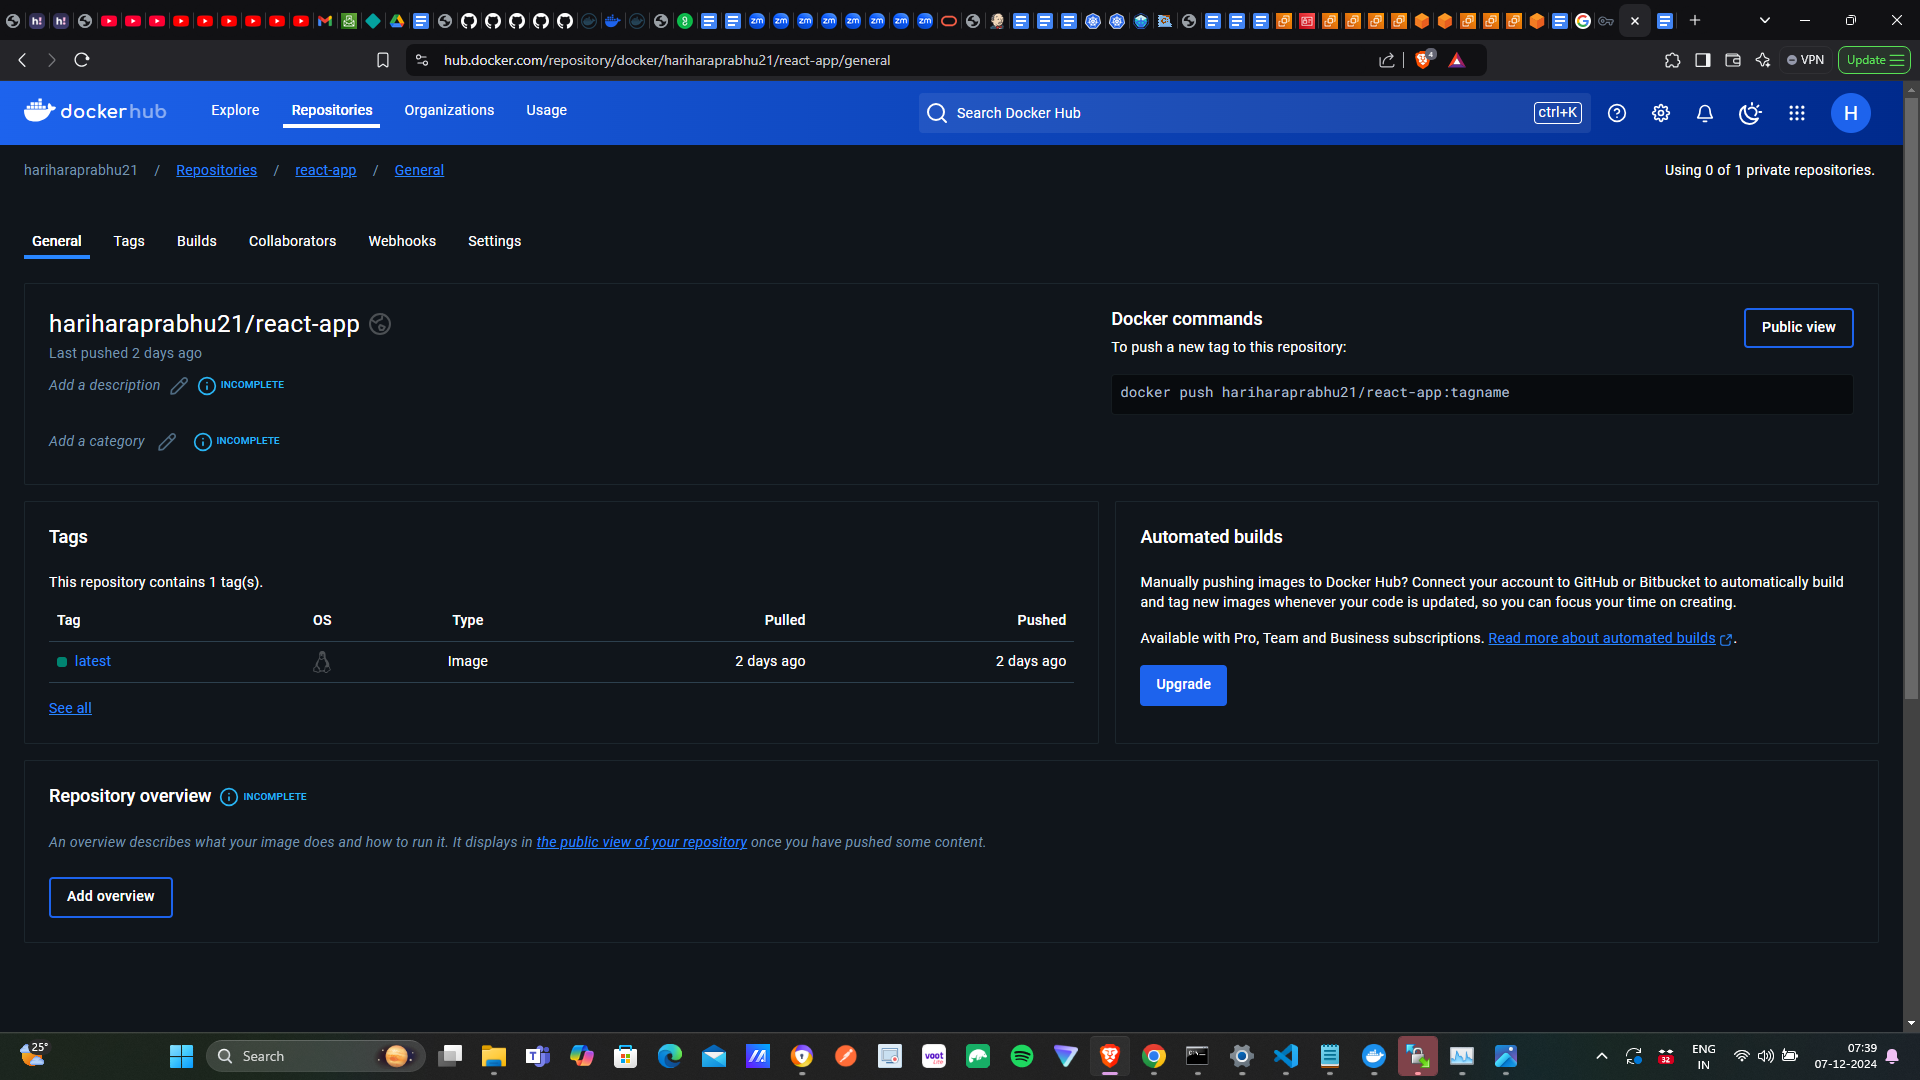 hub.docker.com/repository/docker/hariharaprabhu21/react-app/general
4
VPN
Update
dockerhub
Explore
Repositories
Organizations
Usage
Search Docker Hub
ctrl+K
H
hariharaprabhu21 / Repositories / react-app / General
Using 0 of 1 private repositories.
General
Tags
Builds
Collaborators
Webhooks
Settings
hariharaprabhu21/react-app
Last pushed 2 days ago
Add a description
INCOMPLETE
Add a category
INCOMPLETE
Docker commands
To push a new tag to this repository:
Public view
docker push hariharaprabhu21/react-app:tagname
Tags
This repository contains 1 tag(s).
Tag OS Type Pulled Pushed
latest Image 2 days ago 2 days ago
See all
Automated builds
Manually pushing images to Docker Hub? Connect your account to GitHub or Bitbucket to automatically build
and tag new images whenever your code is updated, so you can focus your time on creating.
Available with Pro, Team and Business subscriptions. Read more about automated builds.
Upgrade
Repository overview
INCOMPLETE
An overview describes what your image does and how to run it. It displays in the public view of your repository once you have pushed some content.
Add overview
25°
Search
voot
32
ENG
IN
07:39
07-12-2024